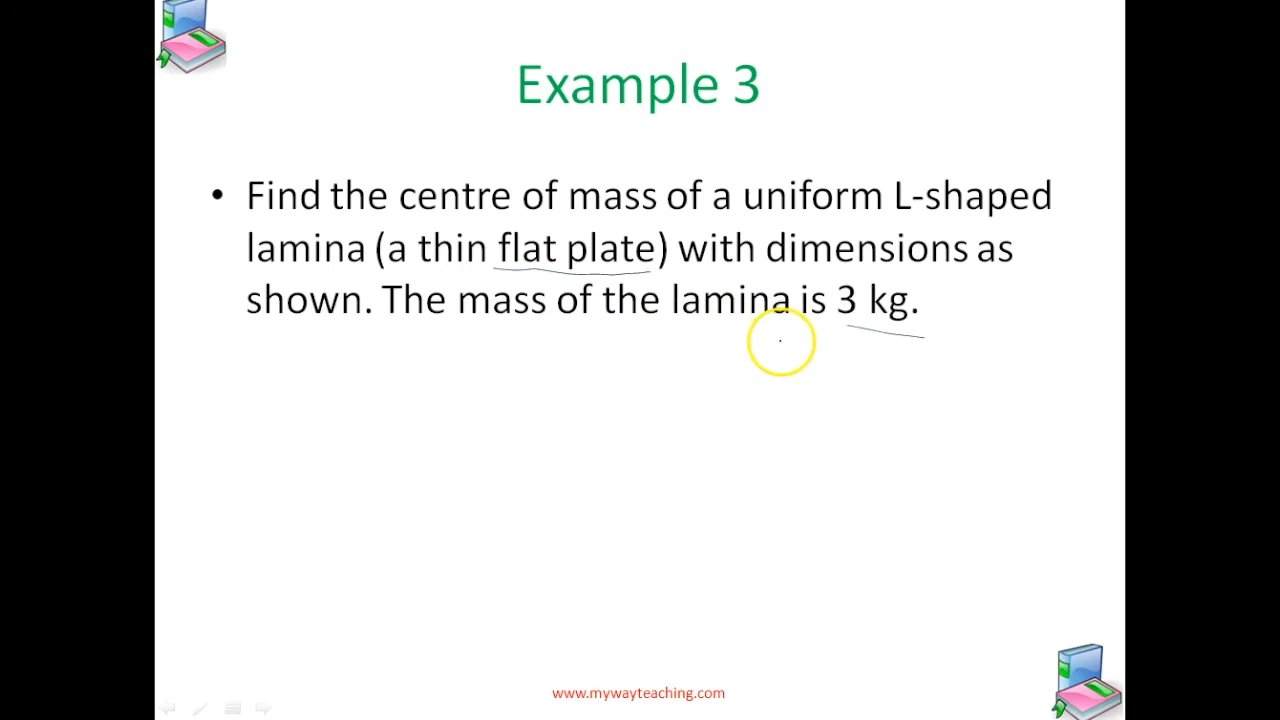 Example 3
• Find the centre of mass of a uniform L-shaped
lamina (a thin flat plate) with dimensions as
shown. The mass of the lamina is 3 kg.
www.mywayteaching.com